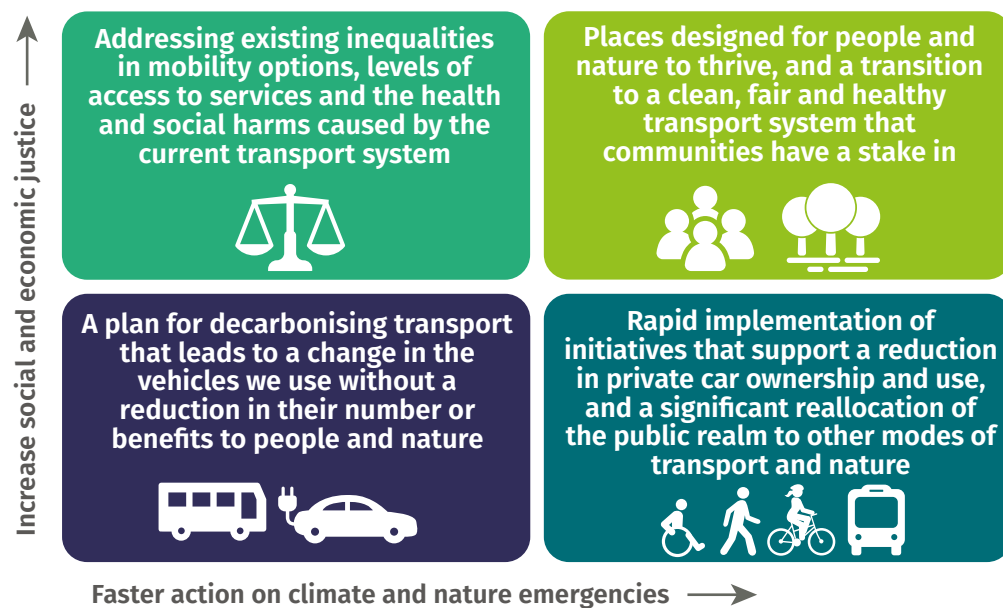 Increase social and economic justice
Addressing existing inequalities
in mobility options, levels of
access to services and the health
and social harms caused by the
current transport system
Places designed for people and
nature to thrive, and a transition
to a clean, fair and healthy
transport system that
communities have a stake in
A plan for decarbonising transport
that leads to a change in the
vehicles we use without a
reduction in their number or
benefits to people and nature
Rapid implementation of
initiatives that support a reduction
in private car ownership and use,
and a significant reallocation of
the public realm to other modes of
transport and nature
Faster action on climate and nature emergencies